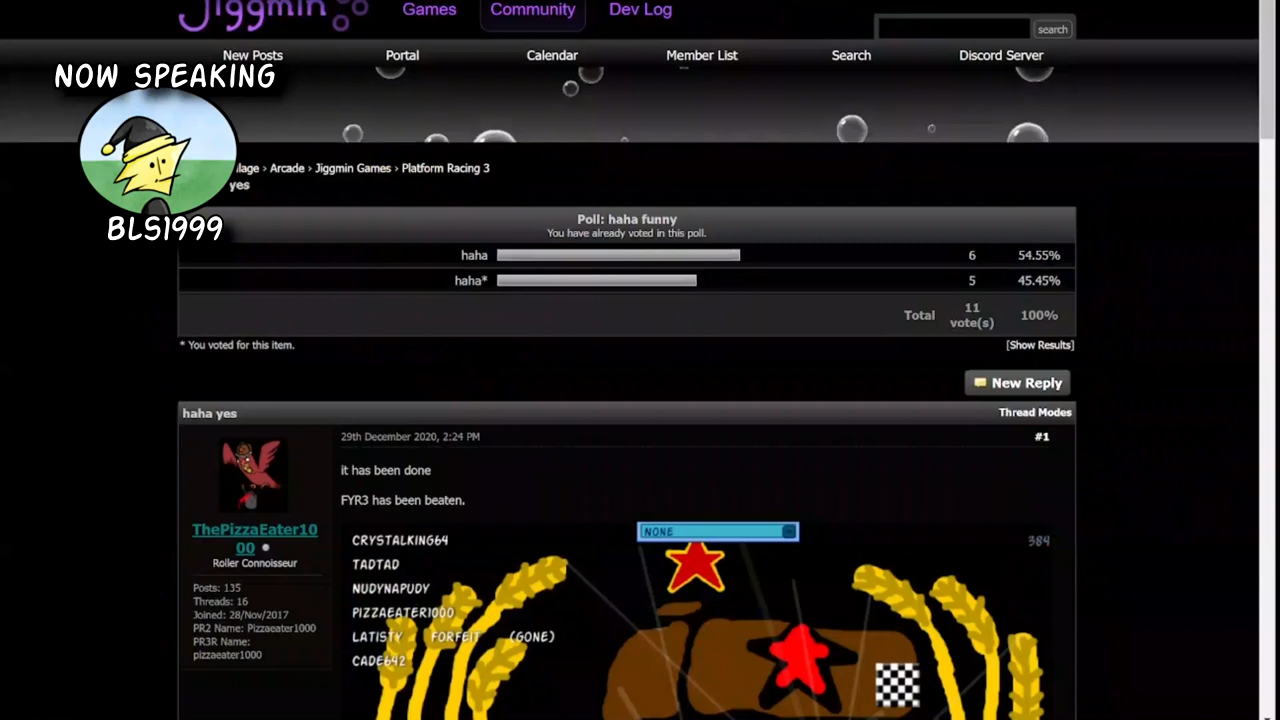 Jiggmin
Games
Community
Dev Log
search
New Posts
Portal
Calendar
Member List
Search
Discord Server
NOW SPEAKING
BLS1999
lage › Arcade › Jiggmin Games › Platform Racing 3
yes
Poll: haha funny
You have already voted in this poll.
haha 6 54.55%
haha* 5 45.45%
Total 11 vote(s) 100%
* You voted for this item.
[Show Results]
New Reply
haha yes
Thread Modes
29th December 2020, 2:24 PM
#1
ThePizzaEater10
00
Roller Connoisseur
Posts: 135
Threads: 16
Joined: 28/Nov/2017
PR2 Name: Pizzaeater1000
PR3R Name:
pizzaeater1000
it has been done
FYR3 has been beaten.
NONE
384
CRYSTALKING64
TADTAD
NUDYNAPUDY
PIZZAEATER1000
LATISTY FORFEIT (GONE)
CADE642